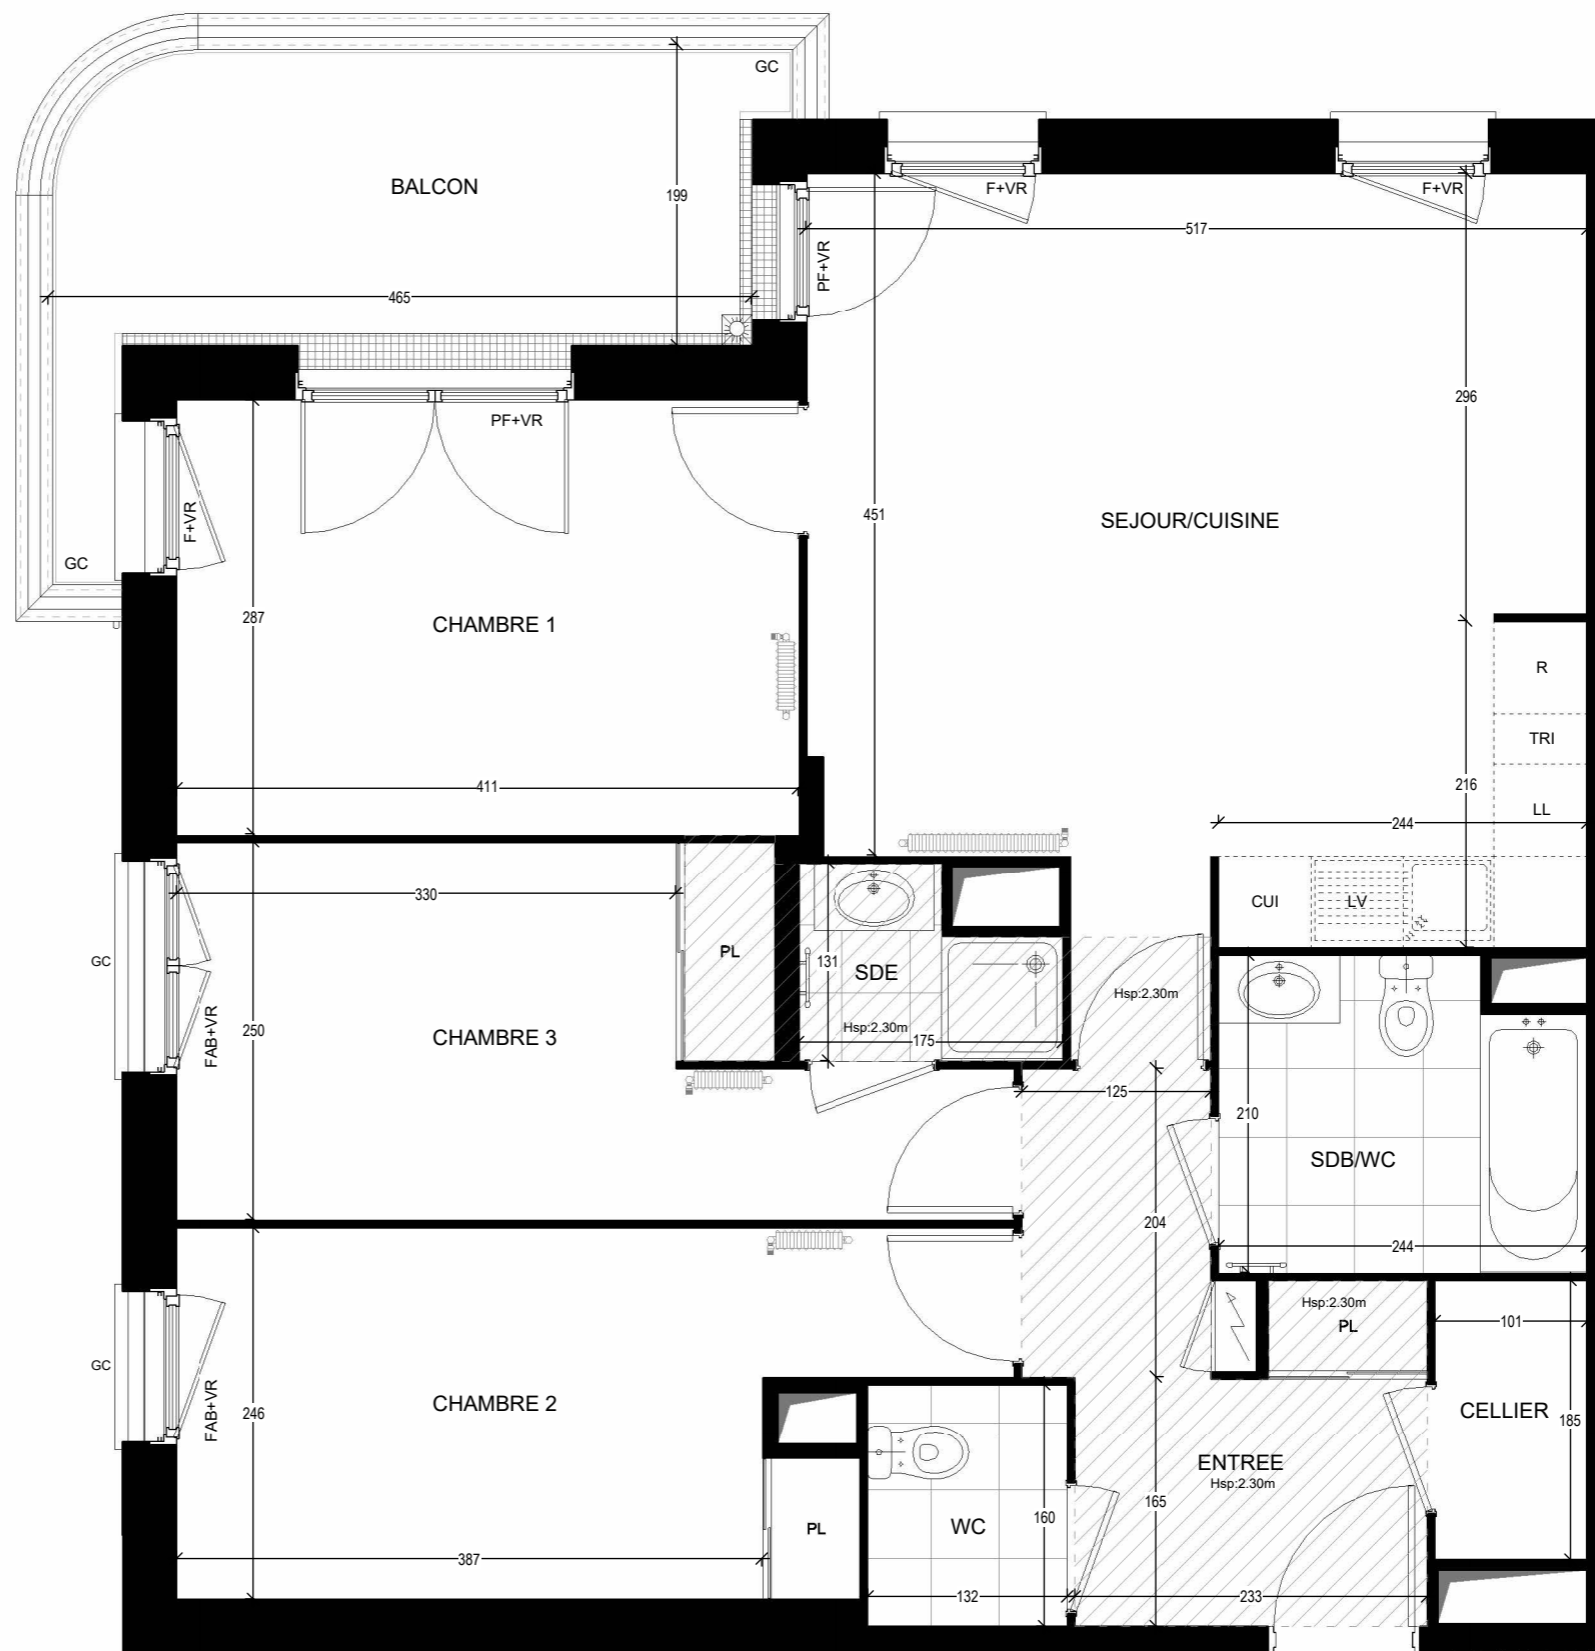 GC
BALCON
199
F+VR
F+VR
517
PF+VR
465
296
PF+VR
451
SEJOUR/CUISINE
F+VR
GC
287
CHAMBRE 1
R
TRI
216
LL
411
244
330
CUI
LV
PL
131
SDE
GC
Hsp:2.30m
Hsp:2.30m
250
FAB+VR
CHAMBRE 3
175
125
210
SDB/WC
204
244
Hsp:2.30m
PL
101
GC
246
FAB+VR
CHAMBRE 2
CELLIER
185
ENTREE
Hsp:2.30m
165
160
WC
PL
387
132
233